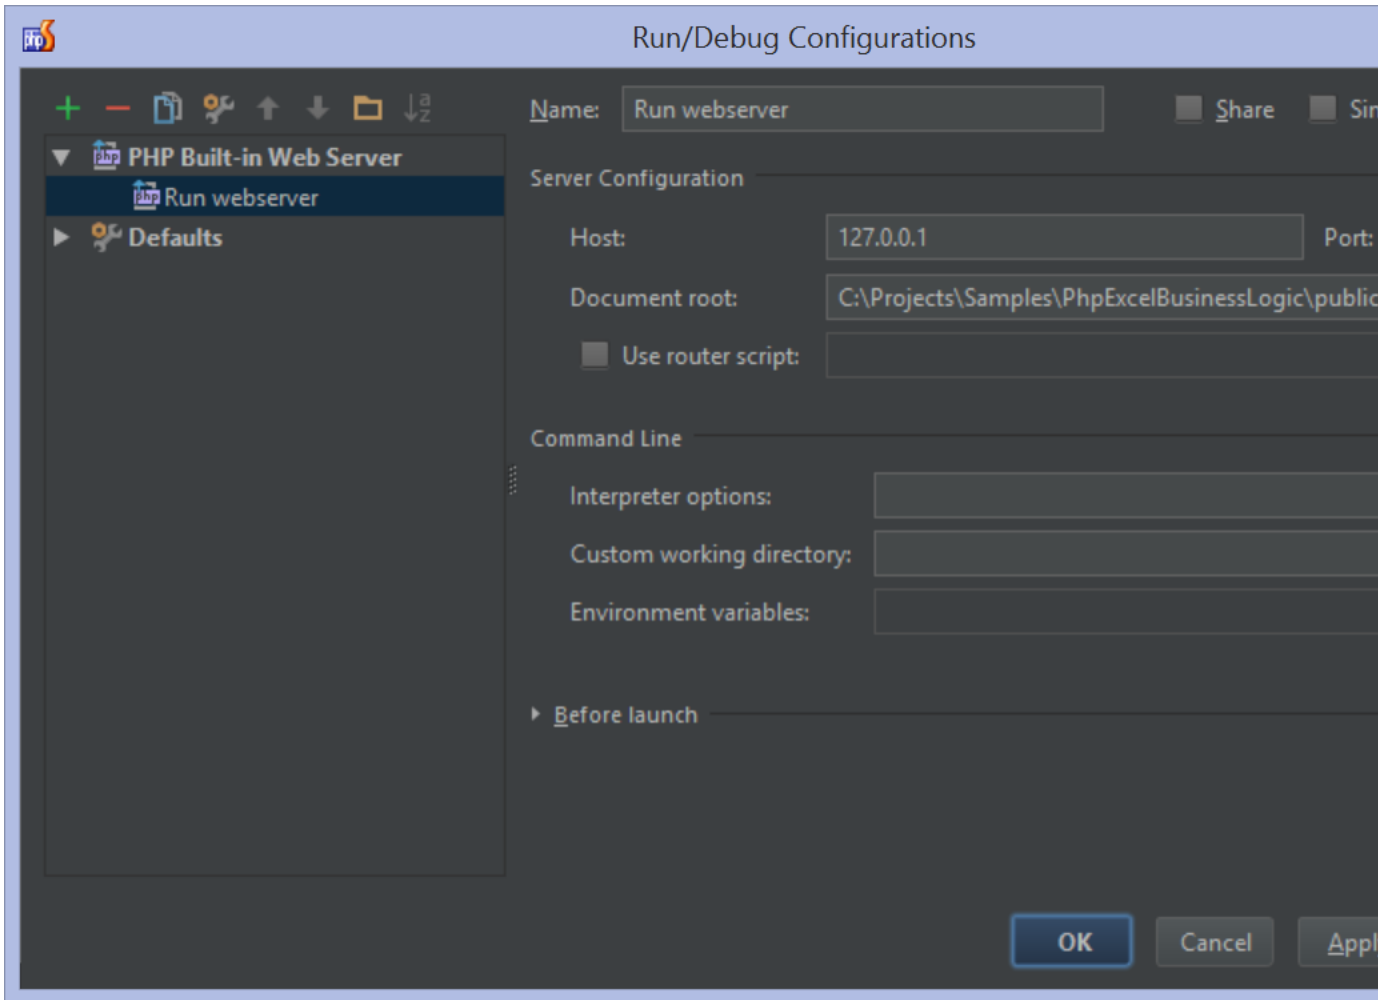 Run/Debug Configurations
Name: Run webserver Share
PHP Built-in Web Server
Run webserver
Defaults
Server Configuration
Host: 127.0.0.1 Port:
Document root: C:\Projects\Samples\PhpExcelBusinessLogic\public
Use router script:
Command Line
Interpreter options:
Custom working directory:
Environment variables:
Before launch
OK Cancel